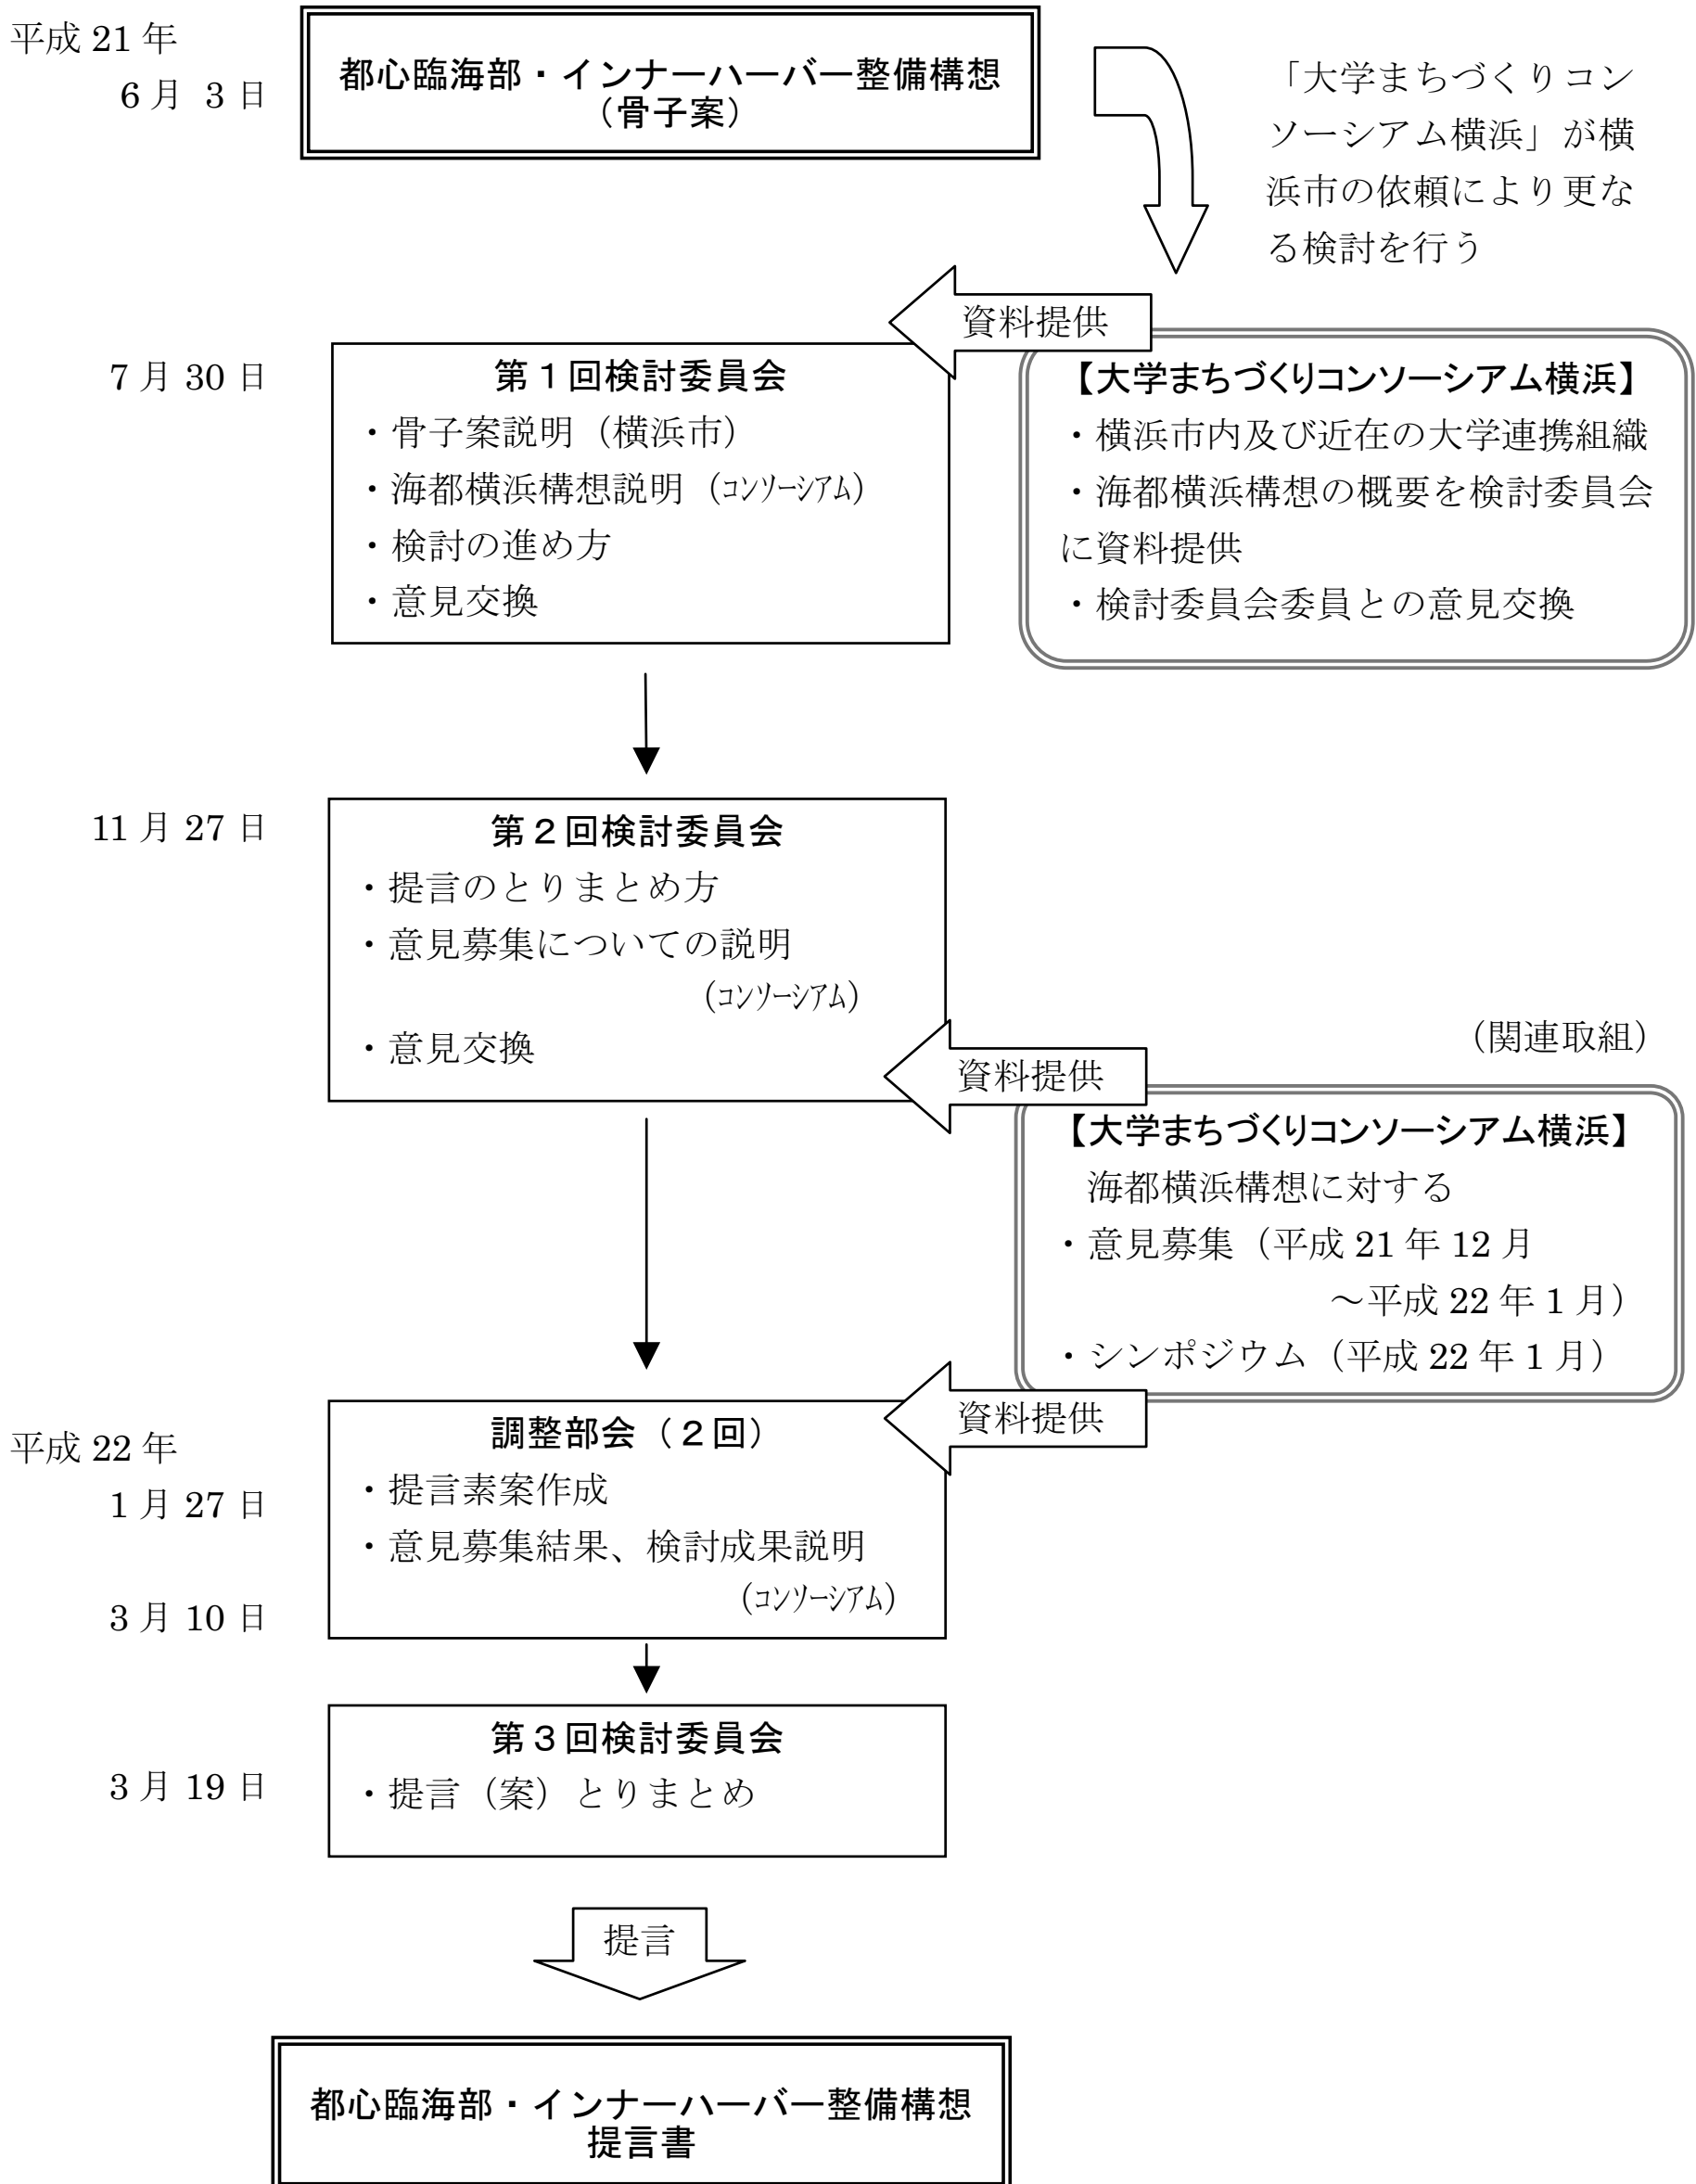 平成 21 年
6 月 3 日
都心臨海部・インナーハーバー整備構想
（骨子案）
「大学まちづくりコン
ソーシアム横浜」が横
浜市の依頼により更な
る検討を行う
資料提供
7 月 30 日
第１回検討委員会
・骨子案説明（横浜市）
・海都横浜構想説明（ｺﾝｿｰｼｱﾑ）
・検討の進め方
・意見交換
【大学まちづくりコンソーシアム横浜】
・横浜市内及び近在の大学連携組織
・海都横浜構想の概要を検討委員会
に資料提供
・検討委員会委員との意見交換
11 月 27 日
第２回検討委員会
・提言のとりまとめ方
・意見募集についての説明
（ｺﾝｿｰｼｱﾑ）
・意見交換
資料提供
（関連取組）
【大学まちづくりコンソーシアム横浜】
海都横浜構想に対する
・意見募集（平成 21 年 12 月
～平成 22 年 1 月）
・シンポジウム（平成 22 年 1 月）
資料提供
平成 22 年
1 月 27 日
3 月 10 日
調整部会（２回）
・提言素案作成
・意見募集結果、検討成果説明
（ｺﾝｿｰｼｱﾑ）
3 月 19 日
第３回検討委員会
・提言（案）とりまとめ
提言
都心臨海部・インナーハーバー整備構想
提言書